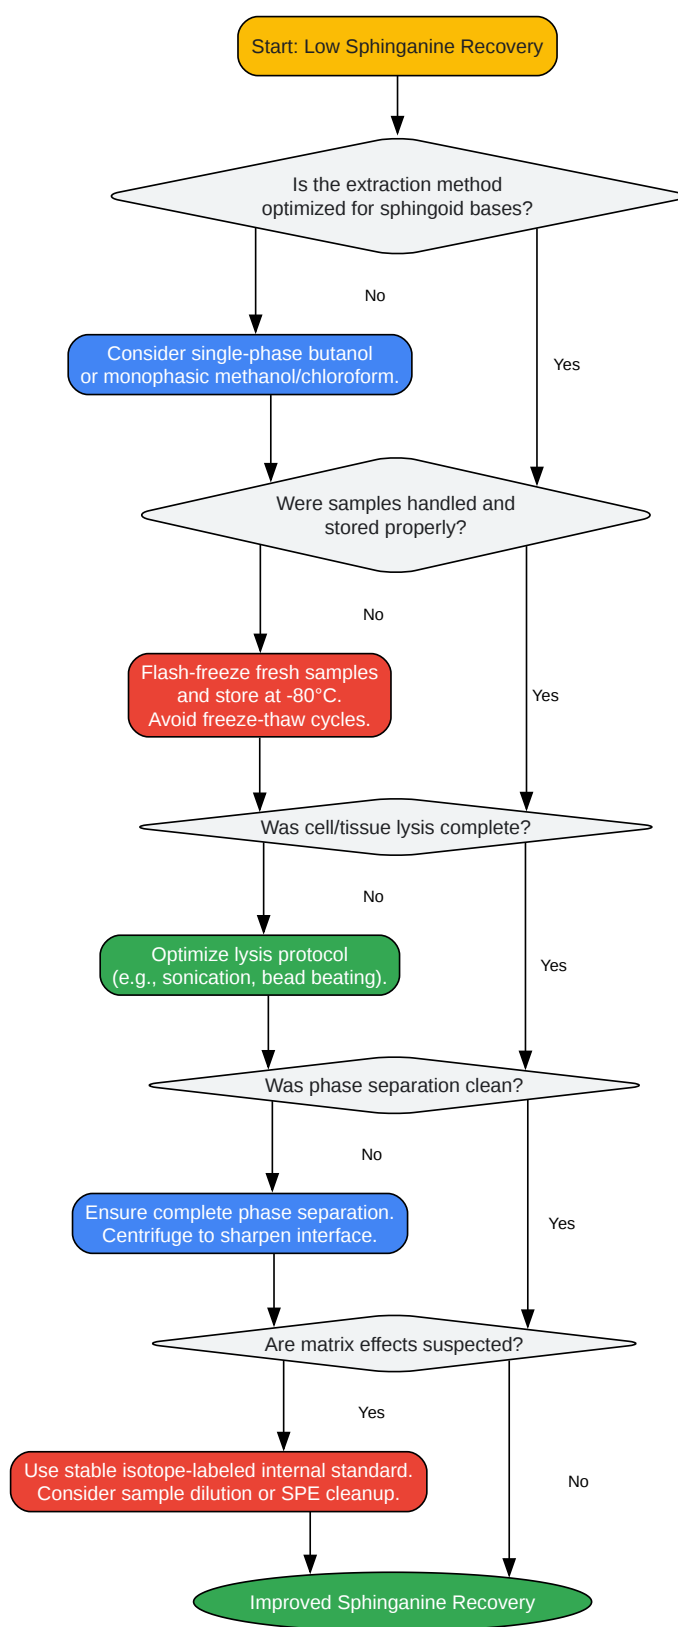 Start: Low Sphinganine Recovery
Is the extraction method
optimized for sphingoid bases?
No
Consider single-phase butanol
or monophasic methanol/chloroform.
Yes
Were samples handled and
stored properly?
No
Flash-freeze fresh samples
and store at -80°C.
Avoid freeze-thaw cycles.
Yes
Was cell/tissue lysis complete?
No
Optimize lysis protocol
(e.g., sonication, bead beating).
Yes
Was phase separation clean?
No
Ensure complete phase separation.
Centrifuge to sharpen interface.
Yes
Are matrix effects suspected?
Yes
Use stable isotope-labeled internal standard.
Consider sample dilution or SPE cleanup.
No
Improved Sphinganine Recovery